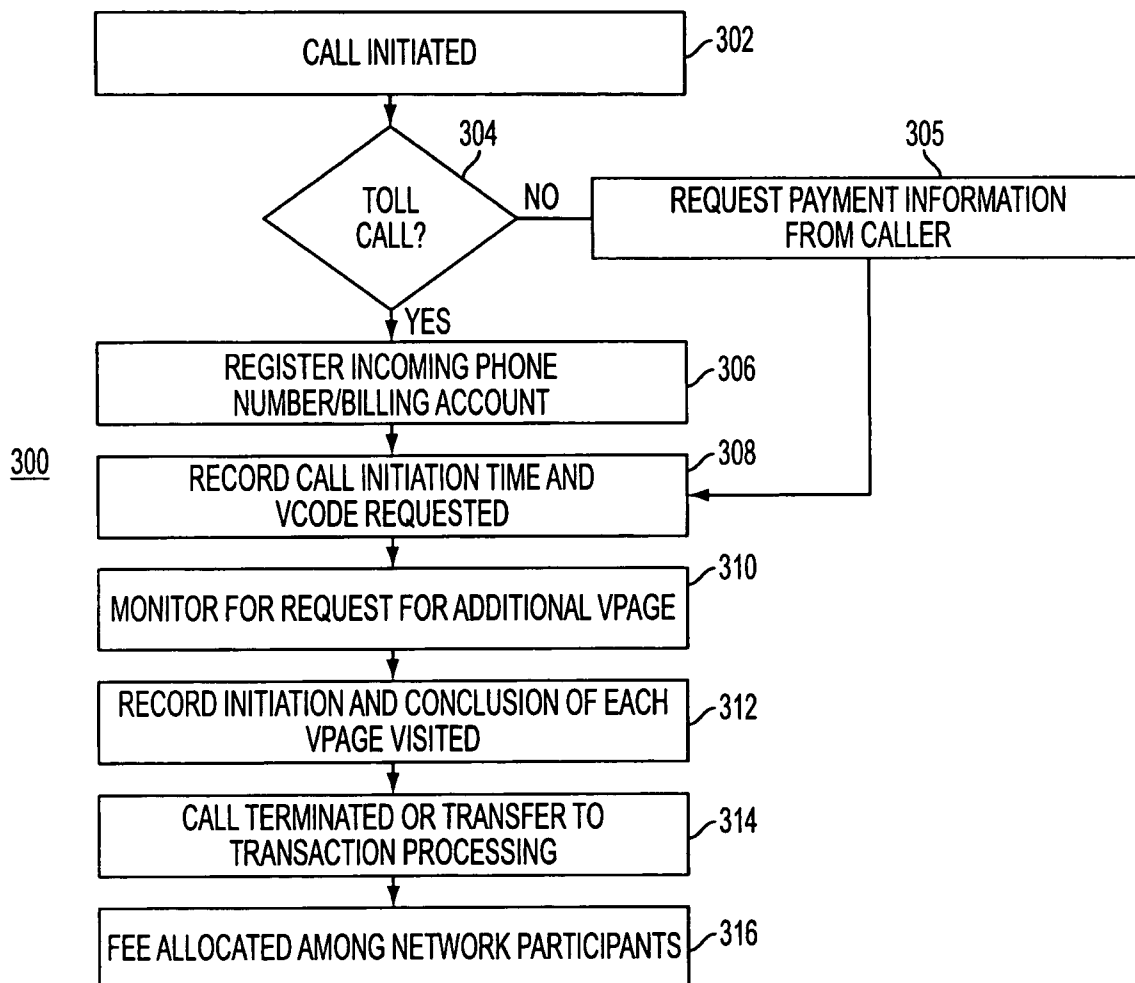 CALL INITIATED
302
304
TOLL
CALL?
NO
305
REQUEST PAYMENT INFORMATION
FROM CALLER
YES
REGISTER INCOMING PHONE
NUMBER/BILLING ACCOUNT
306
300
RECORD CALL INITIATION TIME AND
VCODE REQUESTED
308
MONITOR FOR REQUEST FOR ADDITIONAL VPAGE
310
RECORD INITIATION AND CONCLUSION OF EACH
VPAGE VISITED
312
CALL TERMINATED OR TRANSFER TO
TRANSACTION PROCESSING
314
FEE ALLOCATED AMONG NETWORK PARTICIPANTS
316